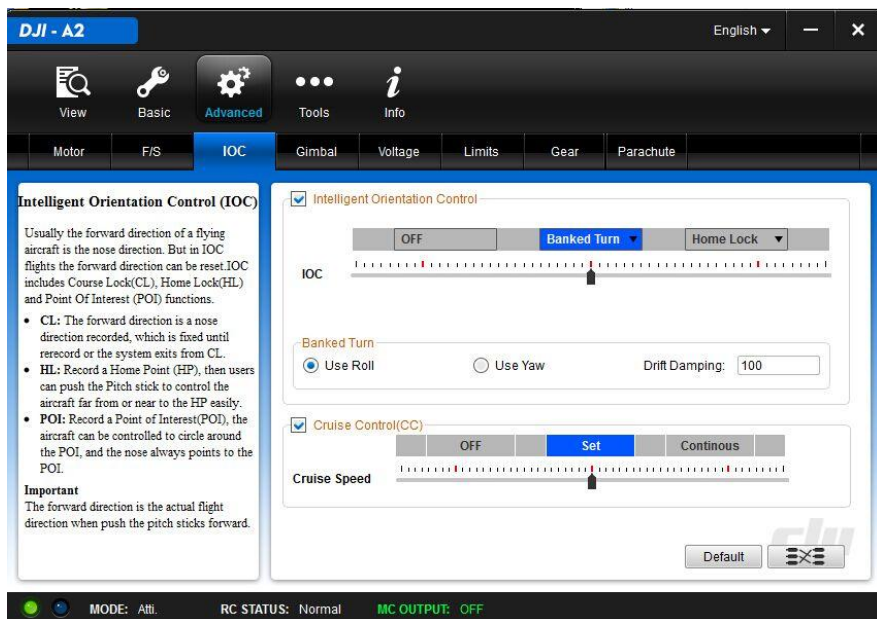 DJI - A2
English
View
Basic
Advanced
Tools
Info
Motor
F/S
IOC
Gimbal
Voltage
Limits
Gear
Parachute
Intelligent Orientation Control (IOC)
Usually the forward direction of a flying
aircraft is the nose direction. But in IOC
flights the forward direction can be reset.IOC
includes Course Lock(CL), Home Lock(HL)
and Point Of Interest (POI) functions.
• CL: The forward direction is a nose
direction recorded, which is fixed until
rerecord or the system exits from CL.
• HL: Record a Home Point (HP), then users
can push the Pitch stick to control the
aircraft far from or near to the HP easily.
• POI: Record a Point of Interest(POI), the
aircraft can be controlled to circle around
the POI, and the nose always points to the
POI.
Important
The forward direction is the actual flight
direction when push the pitch sticks forward.
Intelligent Orientation Control
OFF
Banked Turn
Home Lock
IOC
Banked Turn
Use Roll
Use Yaw
Drift Damping: 100
Cruise Control(CC)
OFF
Set
Continous
Cruise Speed
Default
MODE: Atti.
RC STATUS: Normal
MC OUTPUT: OFF